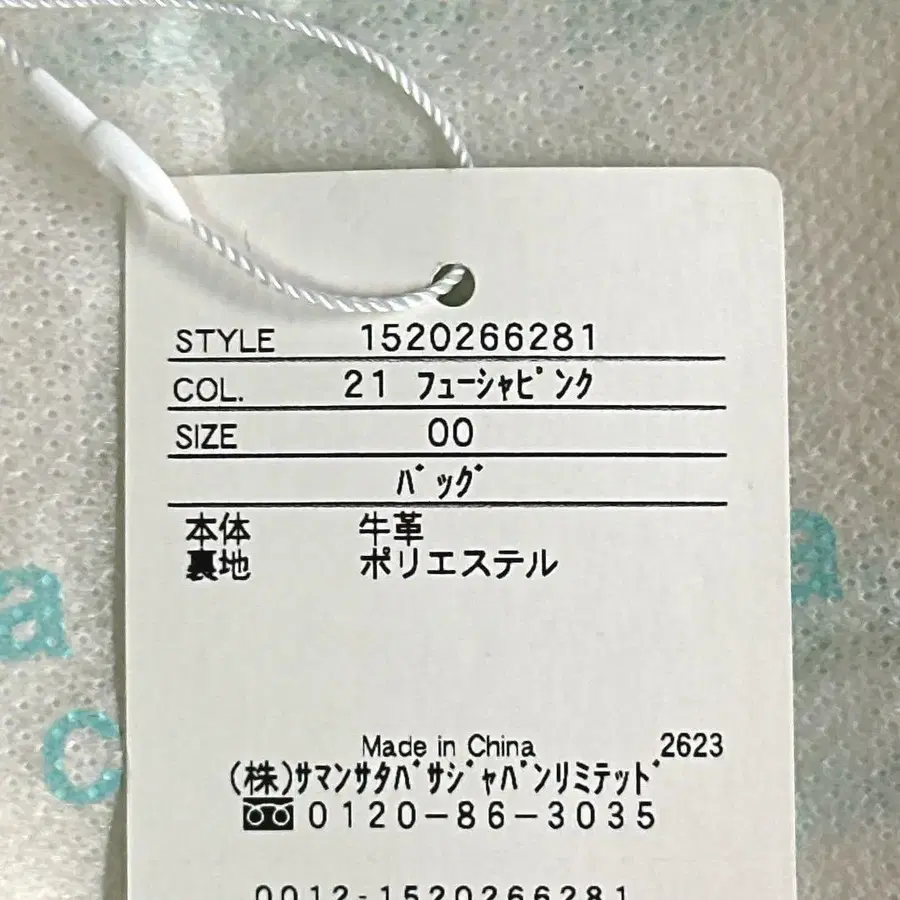 STYLE 1520266281
COL. 21 フューシャピンク
SIZE 00
バッグ
本体 牛革
裏地 ポリエステル
Made in China 2623
(株)サマンサタバサジャパンリミテッド
0120-86-3035
0012-1520266281
a
c
a